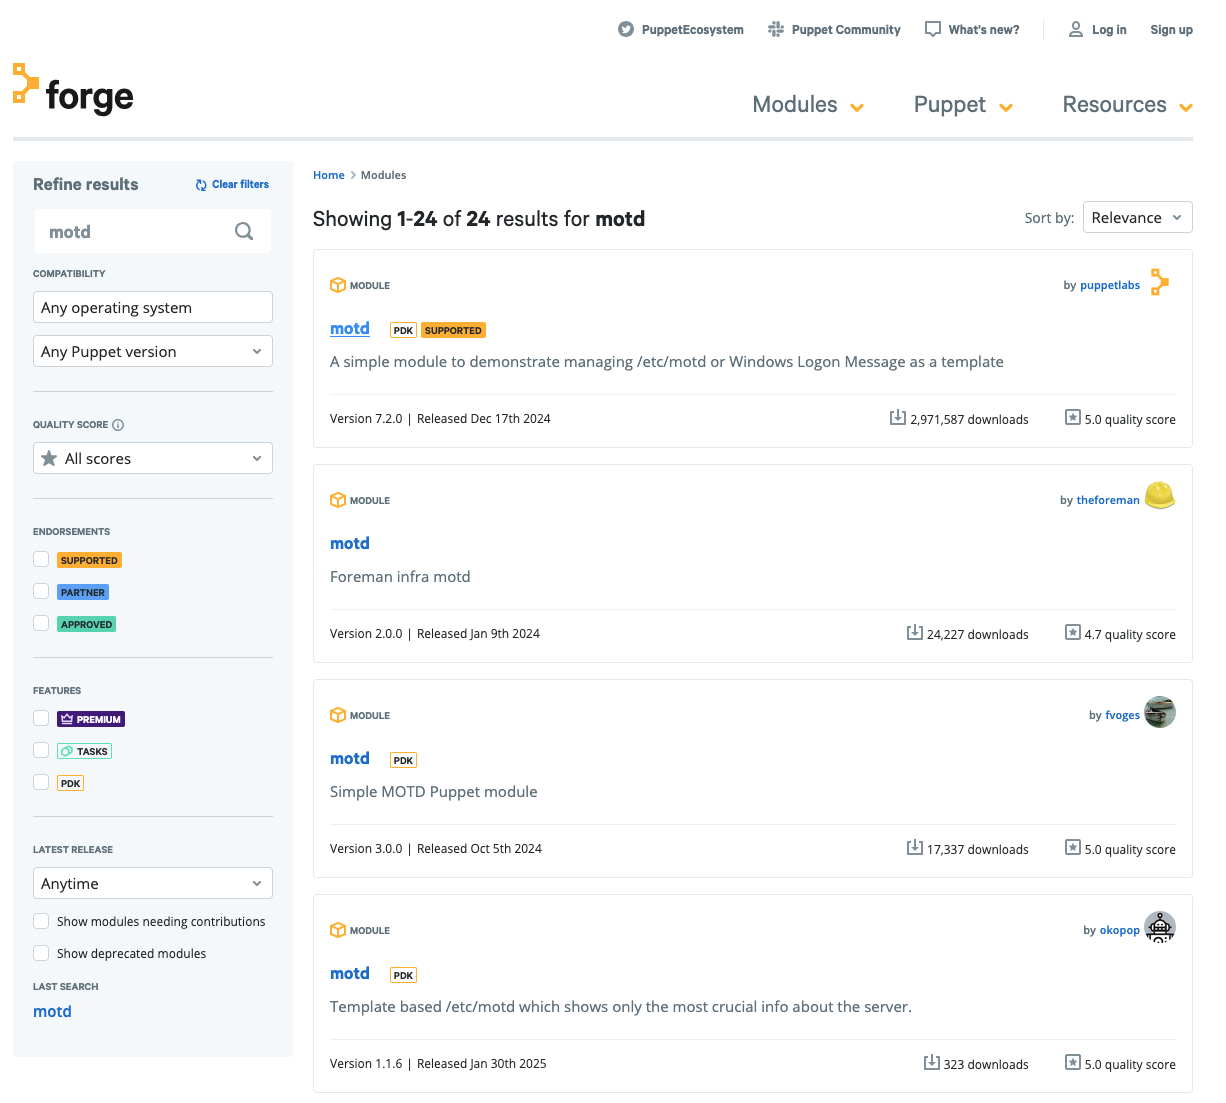 PuppetEcosystem Puppet Community What's new? Log in Sign up
forge
Modules Puppet Resources
Refine results Clear filters
motd
COMPATIBILITY
Any operating system
Any Puppet version
QUALITY SCORE
All scores
ENDORSEMENTS
SUPPORTED
PARTNER
APPROVED
FEATURES
PREMIUM
TASKS
PDK
LATEST RELEASE
Anytime
Show modules needing contributions
Show deprecated modules
LAST SEARCH
motd
Home > Modules
Showing 1-24 of 24 results for motd
Sort by: Relevance
MODULE by puppetlabs
motd PDK SUPPORTED
A simple module to demonstrate managing /etc/motd or Windows Logon Message as a template
Version 7.2.0 | Released Dec 17th 2024 2,971,587 downloads 5.0 quality score
MODULE by theforeman
motd
Foreman infra motd
Version 2.0.0 | Released Jan 9th 2024 24,227 downloads 4.7 quality score
MODULE by fvoges
motd PDK
Simple MOTD Puppet module
Version 3.0.0 | Released Oct 5th 2024 17,337 downloads 5.0 quality score
MODULE by okopop
motd PDK
Template based /etc/motd which shows only the most crucial info about the server.
Version 1.1.6 | Released Jan 30th 2025 323 downloads 5.0 quality score